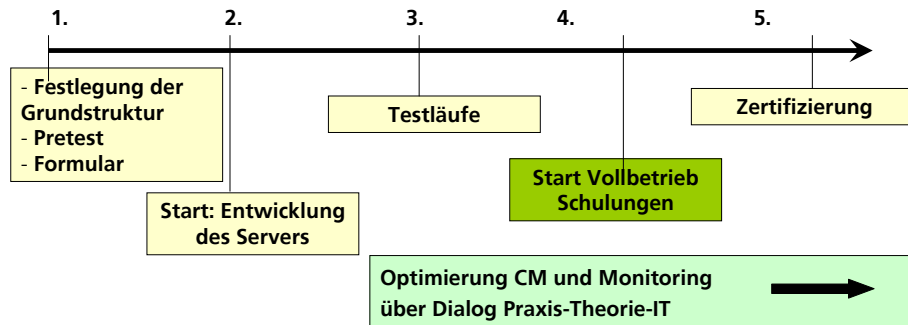 1. 2. 3. 4. 5.
- Festlegung der
Grundstruktur
- Pretest
- Formular
Testläufe
Zertifizierung
Start Vollbetrieb
Schulungen
Start: Entwicklung
des Servers
Optimierung CM und Monitoring
über Dialog Praxis-Theorie-IT